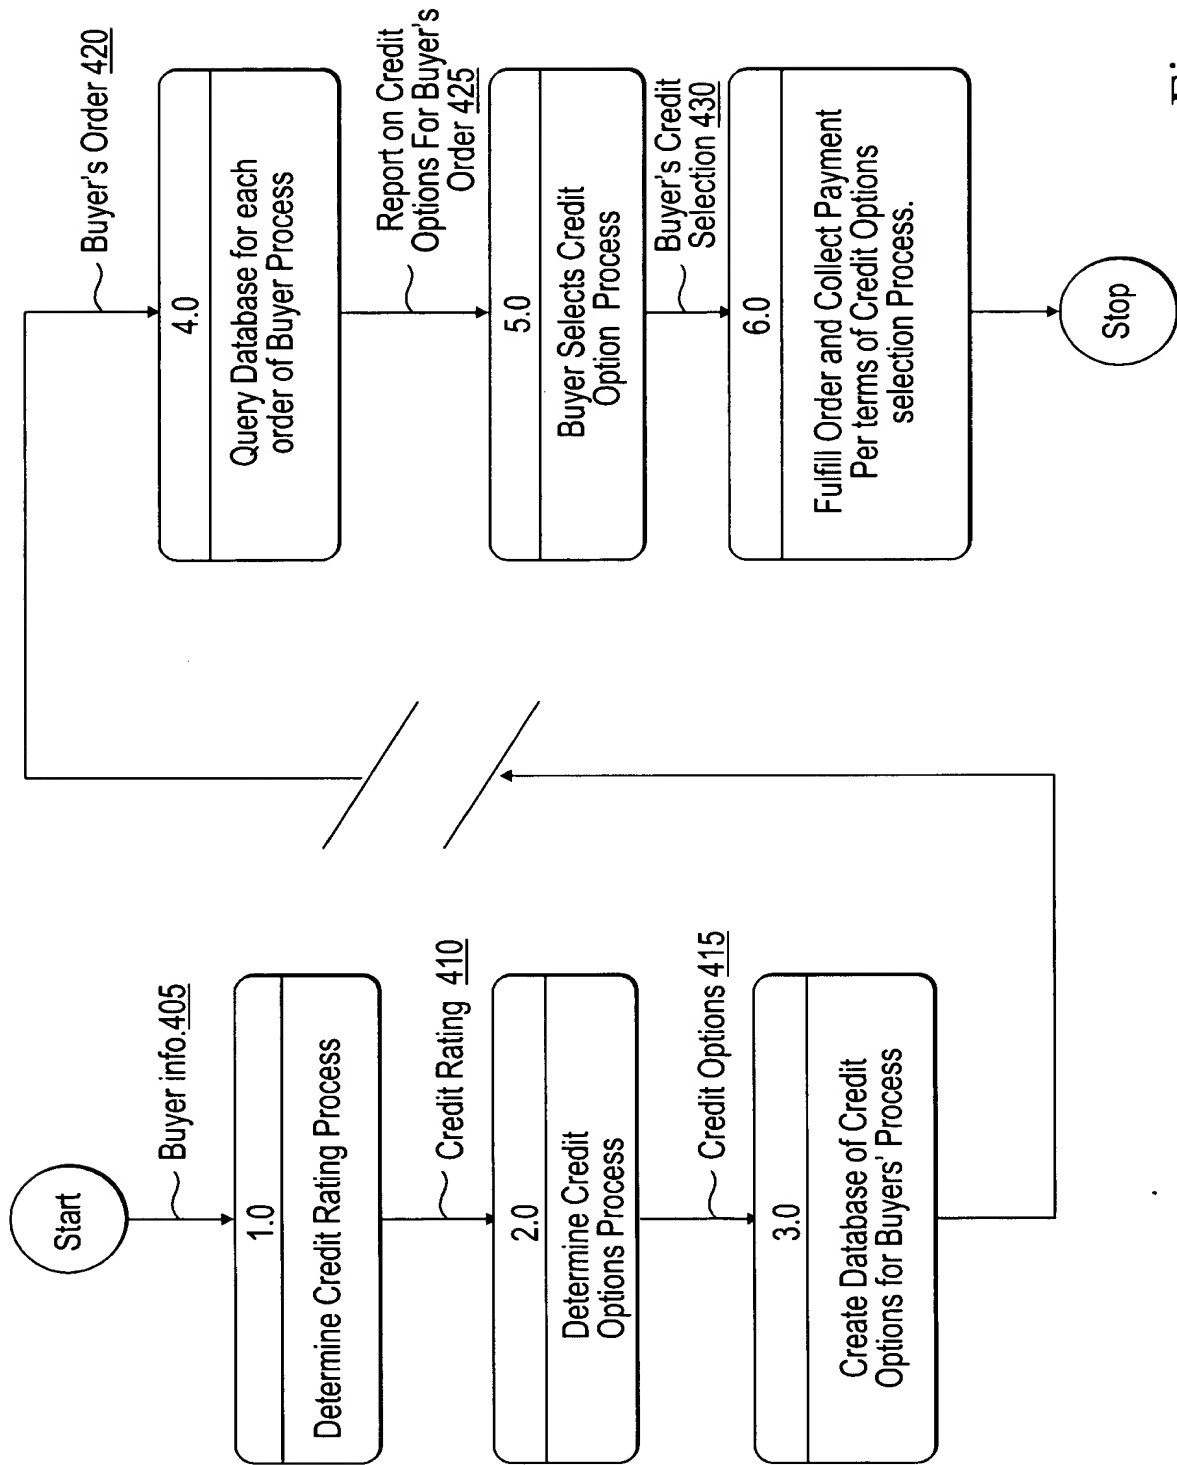 Start
Buyer info.405
1.0
Determine Credit Rating Process
Credit Rating 410
2.0
Determine Credit
Options Process
Credit Options 415
3.0
Create Database of Credit
Options for Buyers' Process
Buyer's Order 420
4.0
Query Database for each
order of Buyer Process
Report on Credit
Options For Buyer's
Order 425
5.0
Buyer Selects Credit
Option Process
Buyer's Credit
Selection 430
6.0
Fulfill Order and Collect Payment
Per terms of Credit Options
selection Process.
Stop